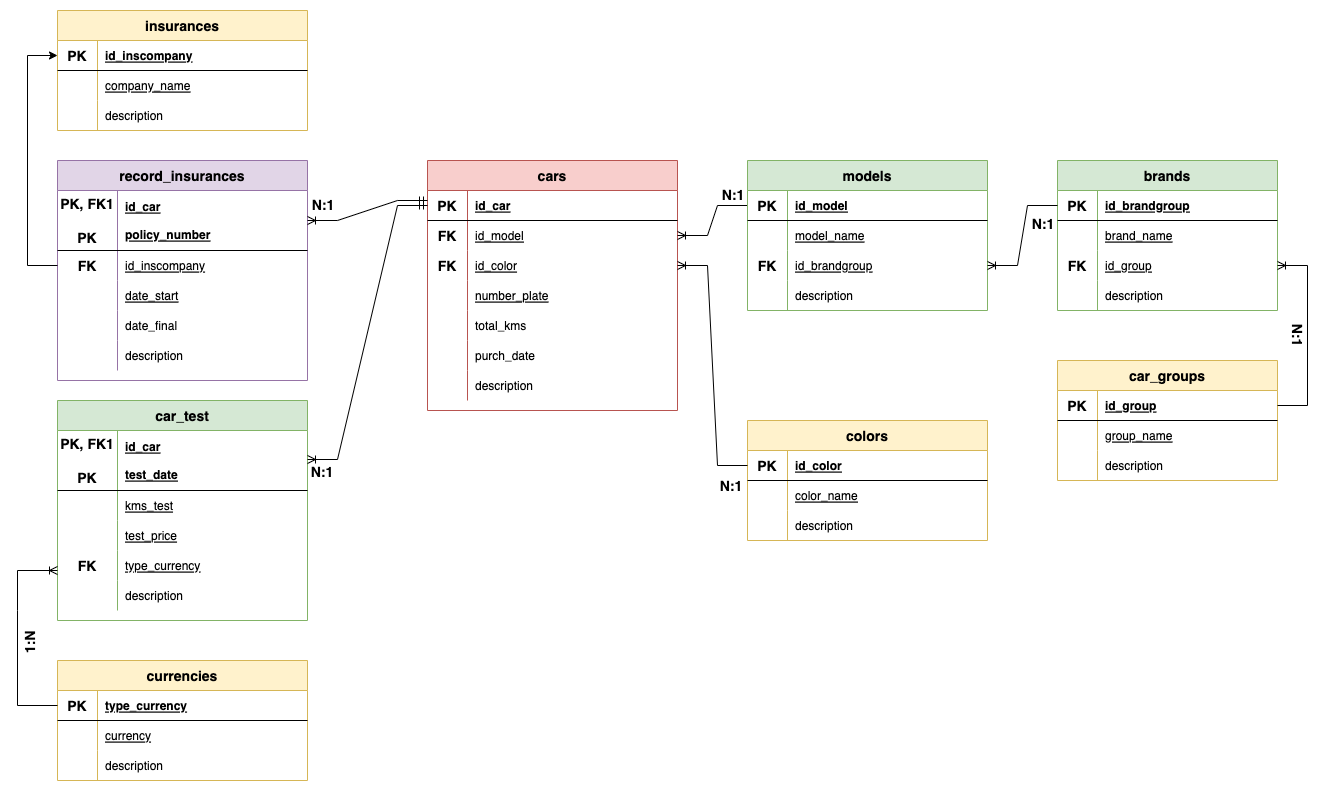 insurances
PK id_inscompany
company_name
description
record_insurances
PK, FK1 id_car
PK policy_number
FK id_inscompany
date_start
date_final
description
N:1
car_test
PK, FK1 id_car
PK test_date
kms_test
test_price
FK type_currency
description
N:1
1:N
currencies
PK type_currency
currency
description
cars
PK id_car
FK id_model
FK id_color
number_plate
total_kms
purch_date
description
N:1
models
PK id_model
model_name
FK id_brandgroup
description
N:1
colors
PK id_color
color_name
description
N:1
brands
PK id_brandgroup
brand_name
FK id_group
description
N:1
car_groups
PK id_group
group_name
description